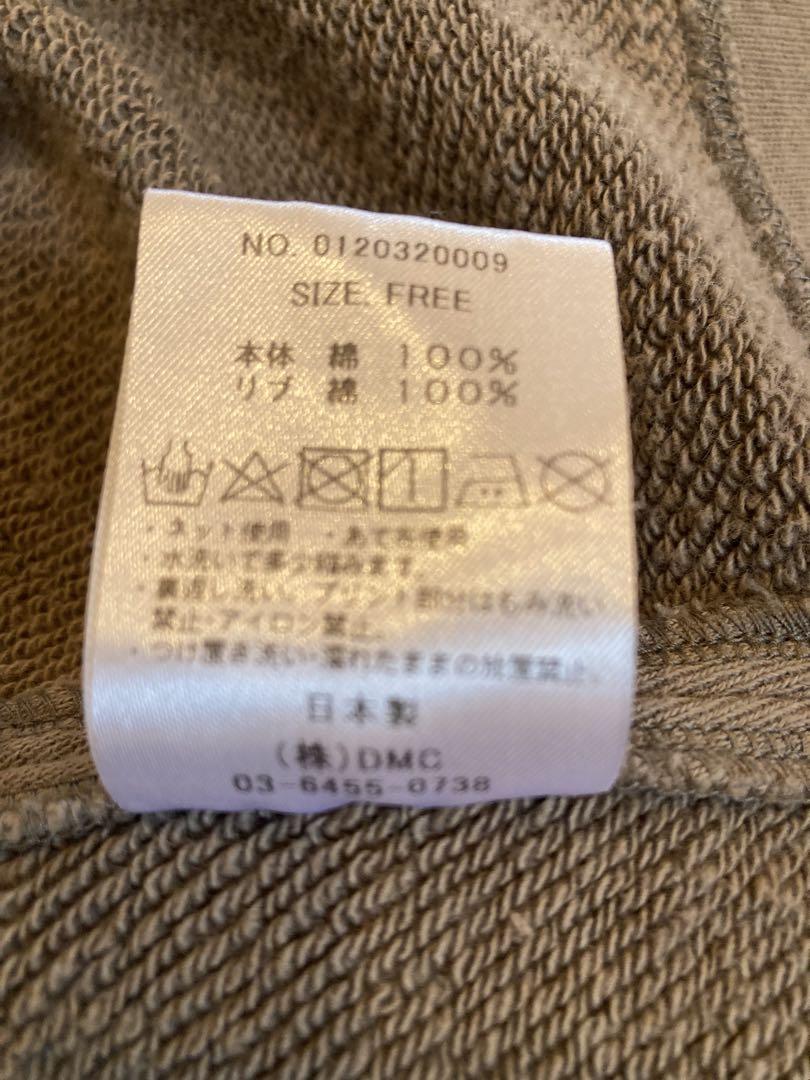 NO. 0120320009
SIZE. FREE
本体 綿 100%
リブ 綿 100%
・ネット使用 ・あて布使用
・水洗いで多少縮みます。
・裏返し洗い。プリント部分はもみ洗い
禁止・アイロン禁止。
・つけ置き洗い・濡れたままの放置禁止。
日本製
(株)DMC
03-6455-0738